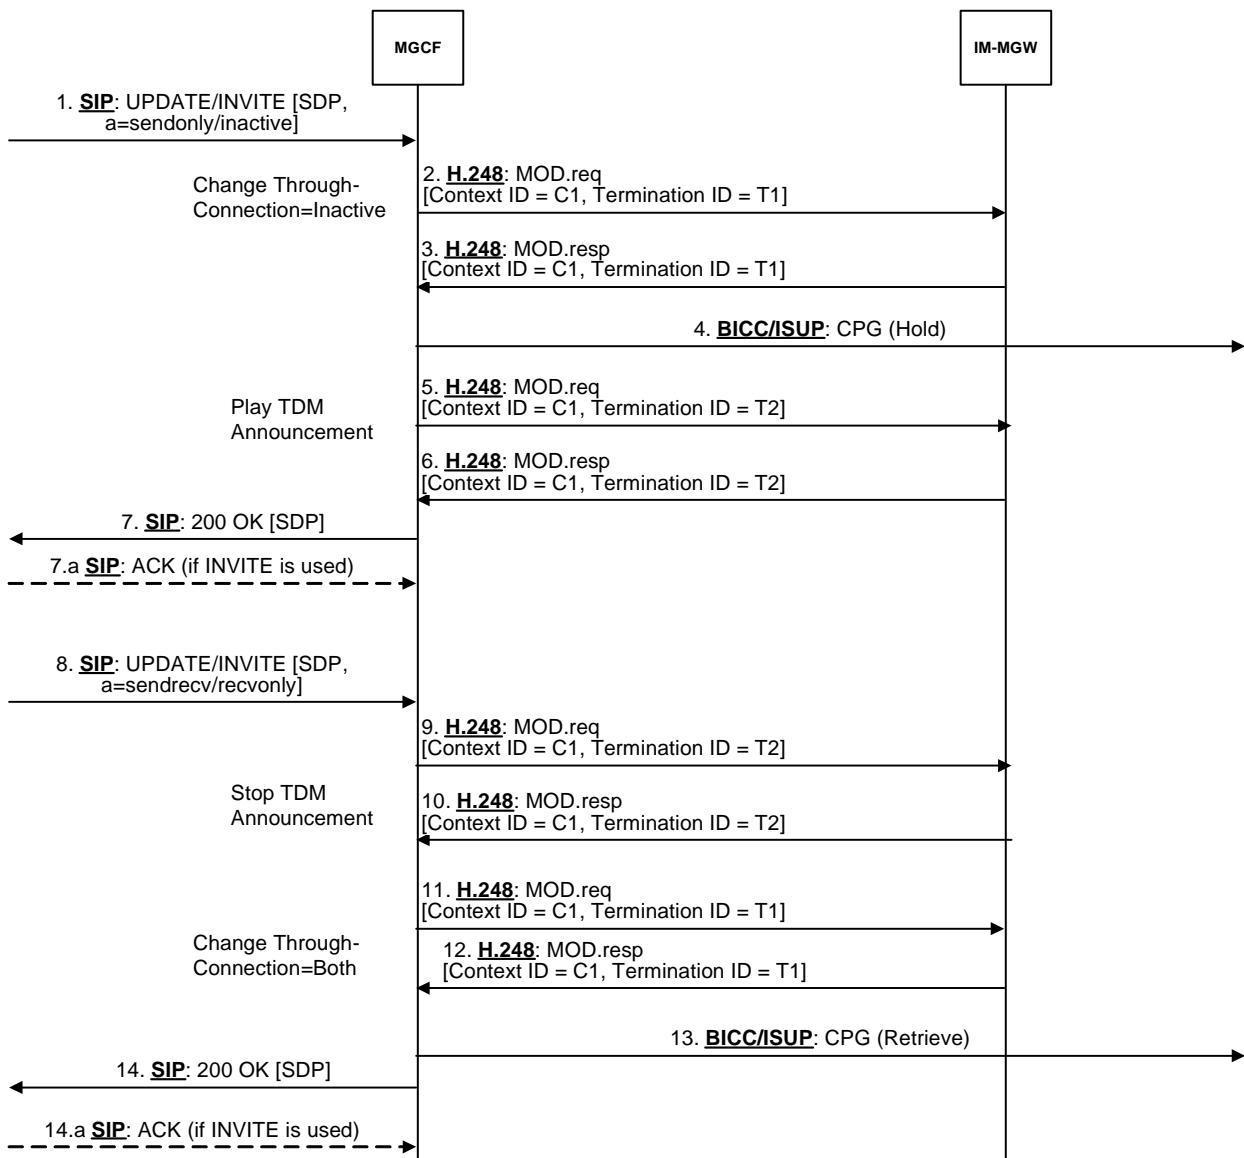 MGCF
IM-MGW
1. SIP: UPDATE/INVITE [SDP,
a=sendonly/inactive]
Change Through-
Connection=Inactive
2. H.248: MOD.req
[Context ID = C1, Termination ID = T1]
3. H.248: MOD.resp
[Context ID = C1, Termination ID = T1]
4. BICC/ISUP: CPG (Hold)
Play TDM
Announcement
5. H.248: MOD.req
[Context ID = C1, Termination ID = T2]
6. H.248: MOD.resp
[Context ID = C1, Termination ID = T2]
7. SIP: 200 OK [SDP]
7.a SIP: ACK (if INVITE is used)
8. SIP: UPDATE/INVITE [SDP,
a=sendrecv/recvonly]
9. H.248: MOD.req
[Context ID = C1, Termination ID = T2]
Stop TDM
Announcement
10. H.248: MOD.resp
[Context ID = C1, Termination ID = T2]
11. H.248: MOD.req
[Context ID = C1, Termination ID = T1]
Change Through-
Connection=Both
12. H.248: MOD.resp
[Context ID = C1, Termination ID = T1]
13. BICC/ISUP: CPG (Retrieve)
14. SIP: 200 OK [SDP]
14.a SIP: ACK (if INVITE is used)